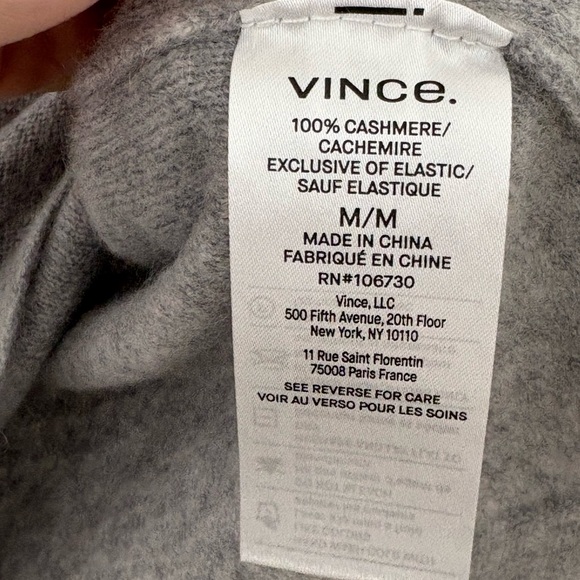 VINCE.
100% CASHMERE/
CACHEMIRE
EXCLUSIVE OF ELASTIC/
SAUF ELASTIQUE
M/M
MADE IN CHINA
FABRIQUÉ EN CHINE
RN#106730
Vince, LLC
500 Fifth Avenue, 20th Floor
New York, NY 10110
11 Rue Saint Florentin
75008 Paris France
SEE REVERSE FOR CARE
VOIR AU VERSO POUR LES SOINS